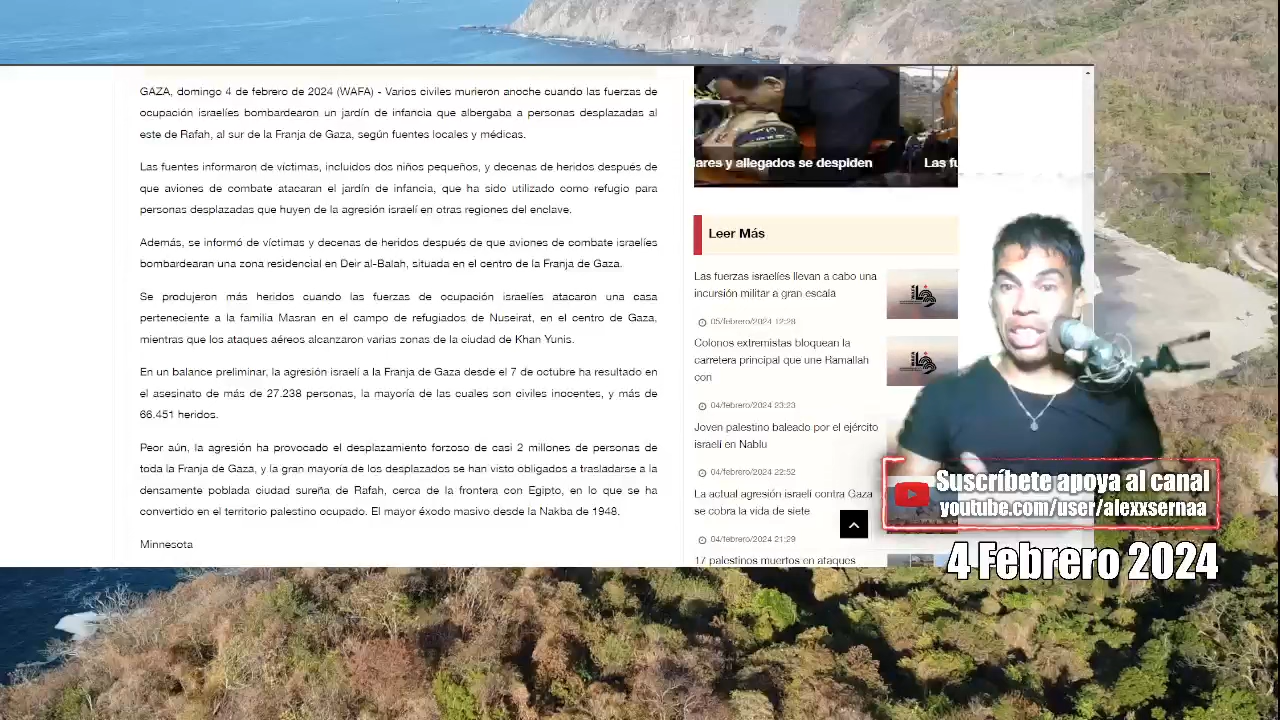 GAZA, domingo 4 de febrero de 2024 (WAFA) - Varios civiles murieron anoche cuando las fuerzas de
ocupación israelíes bombardearon un jardín de infancia que albergaba a personas desplazadas al
este de Rafah, al sur de la Franja de Gaza, según fuentes locales y médicas.
Las fuentes informaron de víctimas, incluidos dos niños pequeños, y decenas de heridos después de
que aviones de combate atacaran el jardín de infancia, que ha sido utilizado como refugio para
personas desplazadas que huyen de la agresión israelí en otras regiones del enclave.
Además, se informó de víctimas y decenas de heridos después de que aviones de combate israelíes
bombardearan una zona residencial en Deir al-Balah, situada en el centro de la Franja de Gaza.
Se produjeron más heridos cuando las fuerzas de ocupación israelíes atacaron una casa
perteneciente a la familia Masran en el campo de refugiados de Nuseirat, en el centro de Gaza,
mientras que los ataques aéreos alcanzaron varias zonas de la ciudad de Khan Yunis.
En un balance preliminar, la agresión israelí a la Franja de Gaza desde el 7 de octubre ha resultado en
el asesinato de más de 27.238 personas, la mayoría de las cuales son civiles inocentes, y más de
66.451 heridos.
Peor aún, la agresión ha provocado el desplazamiento forzoso de casi 2 millones de personas de
toda la Franja de Gaza, y la gran mayoría de los desplazados se han visto obligados a trasladarse a la
densamente poblada ciudad sureña de Rafah, cerca de la frontera con Egipto, en lo que se ha
convertido en el territorio palestino ocupado. El mayor éxodo masivo desde la Nakba de 1948.
Minnesota
ares y allegados se despiden
Las fu
Leer Más
Las fuerzas israelíes llevan a cabo una
incursión militar a gran escala
05/febrero/2024 12:28
Colonos extremistas bloquean la
carretera principal que une Ramallah
con
04/febrero/2024 23:23
Joven palestino baleado por el ejército
israelí en Nablu
04/febrero/2024 22:52
La actual agresión israelí contra Gaza
se cobra la vida de siete
04/febrero/2024 21:29
17 palestinos muertos en ataques
Suscríbete apoya al canal
youtube.com/user/alexxsernaa
4 Febrero 2024